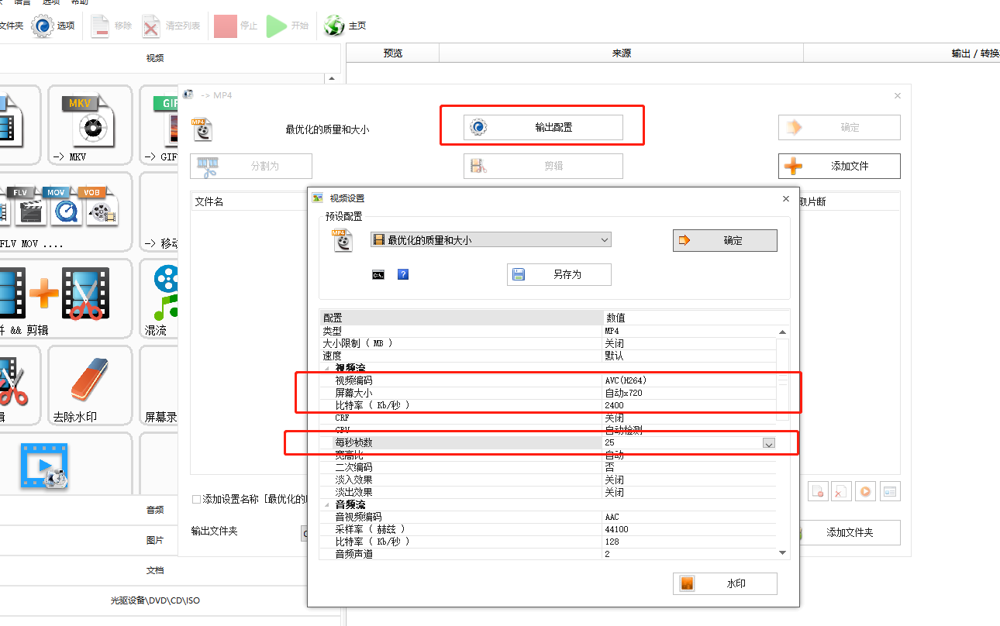 语言 选项 帮助
文件夹 选项 移除 清空列表 停止 开始 主页
视频
预览 来源 输出 / 转换
MKV
-> MKV
GIF
-> GIF
FLV MOV VOB
FLV MOV ....
-> 移动
&& 剪辑
混流
辑
去除水印
屏幕录
音频
图片
文档
光驱设备\DVD\CD\ISO
-> MP4
MP4
最优化的质量和大小
输出配置
确定
分割为
剪辑
添加文件
文件名
取片断
添加设置名称 [最优化的
输出文件夹
添加文件夹
视频设置
预设配置
MP4
最优化的质量和大小
确定
C:\.
?
另存为
配置 数值
类型 MP4
大小限制 ( MB ) 关闭
速度 默认
视频流
视频编码 AVC(H264)
屏幕大小 自动x720
比特率 ( Kb/秒 ) 2400
CRF 关闭
GPU 自动检测
每秒桢数 25
宽高比 自动
二次编码 否
淡入效果 关闭
淡出效果 关闭
音频流
音视频编码 AAC
采样率 ( 赫兹 ) 44100
比特率 ( Kb/秒 ) 128
音频声道 2
水印